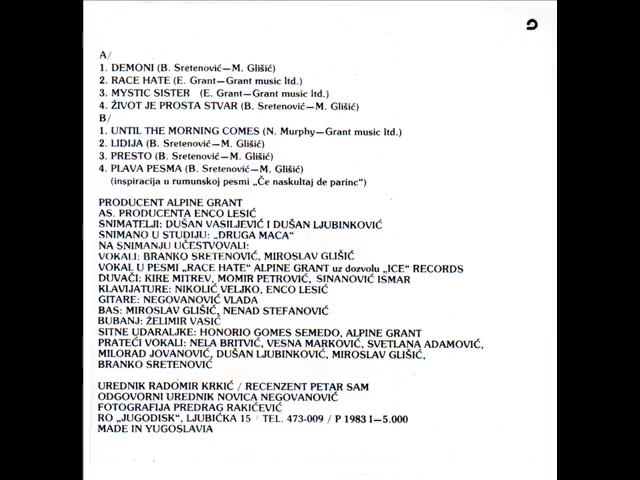 A/
1. DEMONI (B. Sretenović—M. Glišić)
2. RACE HATE (E. Grant—Grant music ltd.)
3. MYSTIC SISTER (E. Grant—Grant music ltd.)
4. ŽIVOT JE PROSTA STVAR (B. Sretenović—M. Glišić)
B/
1. UNTIL THE MORNING COMES (N. Murphy—Grant music ltd.)
2. LIDIJA (B. Sretenović—M. Glišić)
3. PRESTO (B. Sretenović—M. Glišić)
4. PLAVA PESMA (B. Sretenović—M. Glišić)
(inspiracija u rumunskoj pesmi „Če naskultaj de parinc“)
PRODUCENT ALPINE GRANT
AS. PRODUCENTA ENCO LESIĆ
SNIMATELJI: DUŠAN VASILJEVIĆ I DUŠAN LJUBINKOVIĆ
SNIMANO U STUDIJU: „DRUGA MACA“
NA SNIMANJU UČESTVOVALI:
VOKALI: BRANKO SRETENOVIĆ, MIROSLAV GLIŠIĆ
VOKAL U PESMI „RACE HATE“ ALPINE GRANT uz dozvolu „ICE“ RECORDS
DUVAČI: KIRE MITREV, MOMIR PETROVIĆ, SINANOVIĆ ISMAR
KLAVIJATURE: NIKOLIĆ VELJKO, ENCO LESIĆ
GITARE: NEGOVANOVIĆ VLADA
BAS: MIROSLAV GLIŠIĆ, NENAD STEFANOVIĆ
BUBANJ: ŽELIMIR VASIĆ
SITNE UDARALJKE: HONORIO GOMES SEMEDO, ALPINE GRANT
PRATEĆI VOKALI: NELA BRITVIĆ, VESNA MARKOVIĆ, SVETLANA ADAMOVIĆ,
MILORAD JOVANOVIĆ, DUŠAN LJUBINKOVIĆ, MIROSLAV GLIŠIĆ,
BRANKO SRETENOVIĆ
UREDNIK RADOMIR KRKIĆ / RECENZENT PETAR SAM
ODGOVORNI UREDNIK NOVICA NEGOVANOVIĆ
FOTOGRAFIJA PREDRAG RAKIĆEVIĆ
RO „JUGODISK“, LJUBIĆKA 15 / TEL. 473-009 / P 1983 I—5.000
MADE IN YUGOSLAVIA